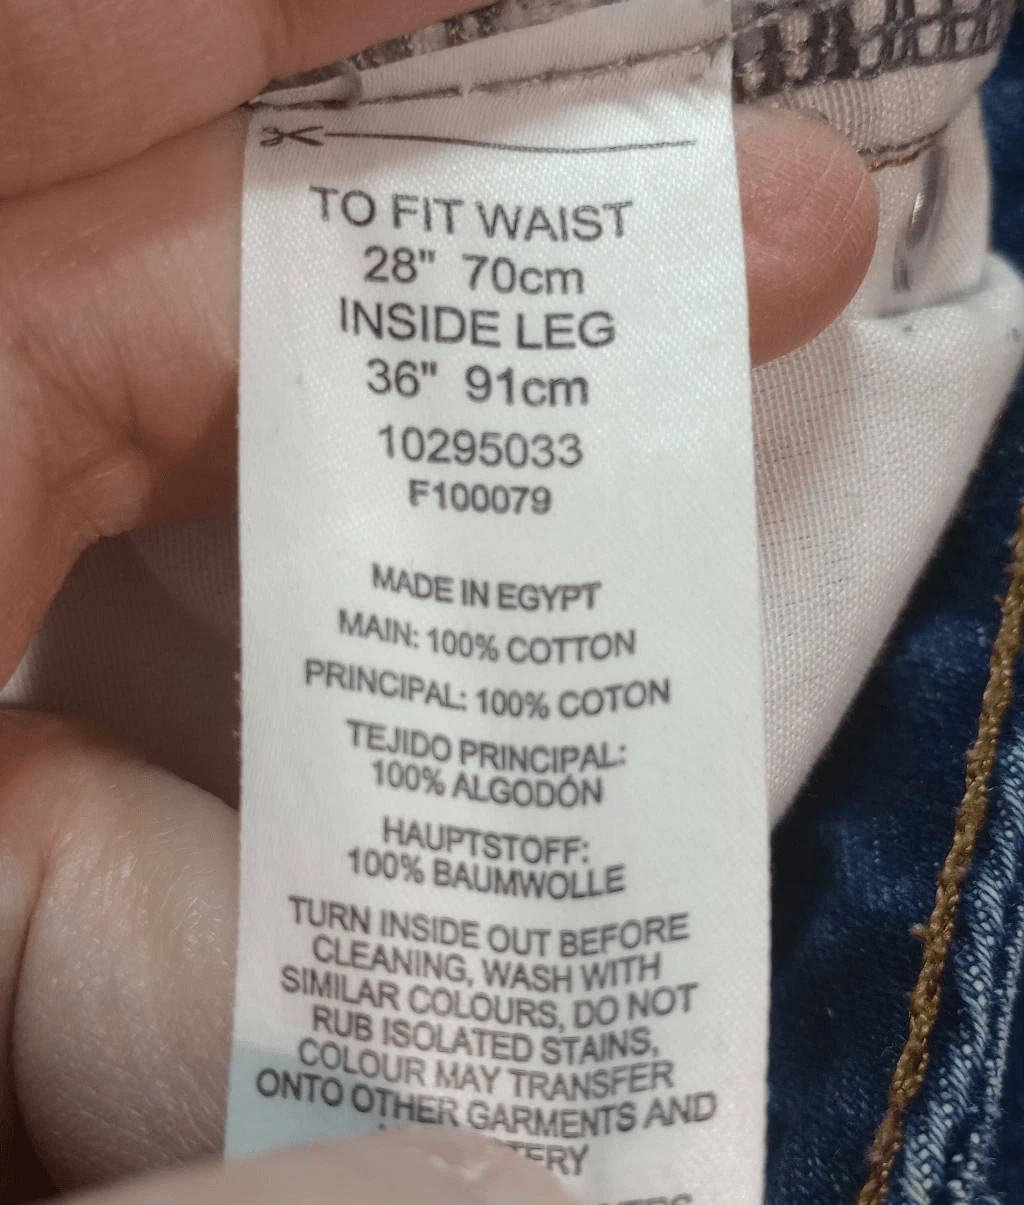 TO FIT WAIST
28" 70cm
INSIDE LEG
36" 91cm
10295033
F100079
MADE IN EGYPT
MAIN: 100% COTTON
PRINCIPAL: 100% COTON
TEJIDO PRINCIPAL:
100% ALGODÓN
HAUPTSTOFF:
100% BAUMWOLLE
TURN INSIDE OUT BEFORE
CLEANING, WASH WITH
SIMILAR COLOURS, DO NOT
RUB ISOLATED STAINS,
COLOUR MAY TRANSFER
ONTO OTHER GARMENTS AND